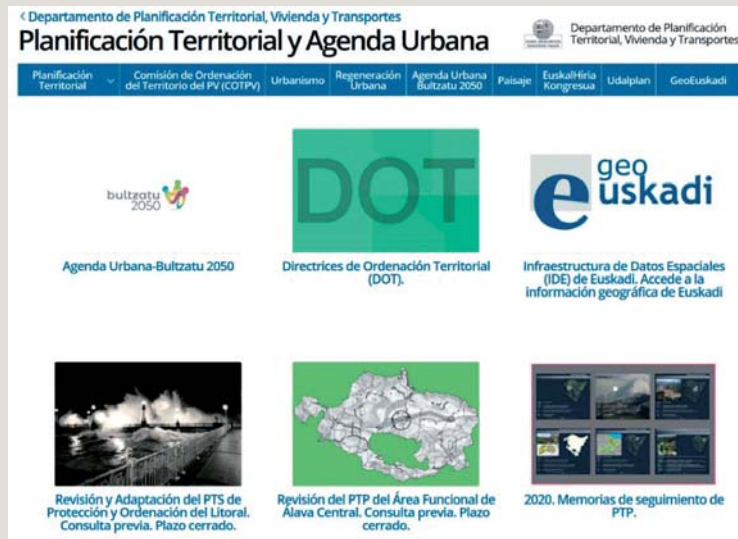 < Departamento de Planificación Territorial, Vivienda y Transportes
Planificación Territorial y Agenda Urbana
Departamento de Planificación
Territorial, Vivienda y Transportes
Planificación
Territorial
Comisión de Ordenación
del Territorio del PV (COTPV)
Urbanismo
Regeneración
Urbana
Agenda Urbana
Bultzatu 2050
Paisaje
EuskalHiria
Kongresua
Udalplan
GeoEuskadi
bultzatu
2050
DOT
geo
euskadi
Agenda Urbana-Bultzatu 2050
Directrices de Ordenación Territorial
(DOT).
Infraestructura de Datos Espaciales
(IDE) de Euskadi. Accede a la
información geográfica de Euskadi
Revisión y Adaptación del PTS de
Protección y Ordenación del Litoral.
Consulta previa. Plazo cerrado.
Revisión del PTP del Área Funcional de
Álava Central. Consulta previa. Plazo
cerrado.
2020. Memorias de seguimiento de
PTP.